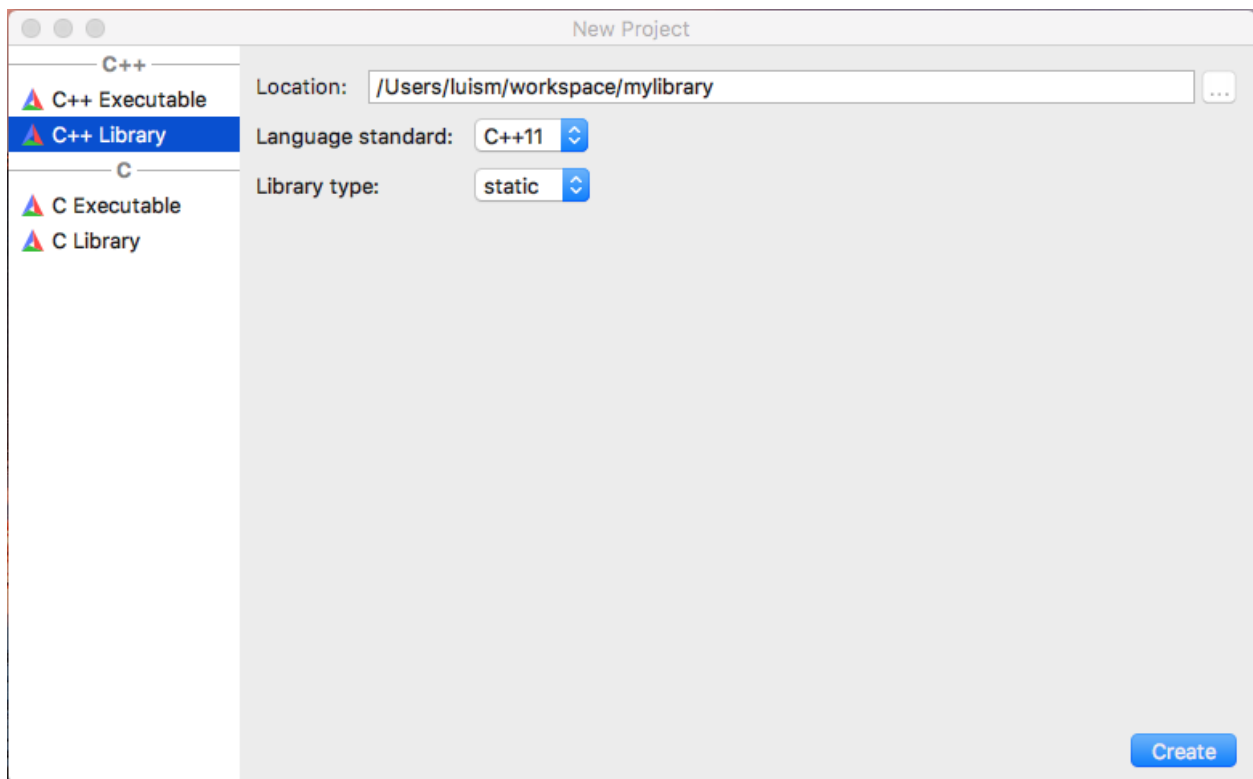 New Project
C++
C++ Executable
C++ Library
C
C Executable
C Library
Location: /Users/luism/workspace/mylibrary ...
Language standard: C++11
Library type: static
Create